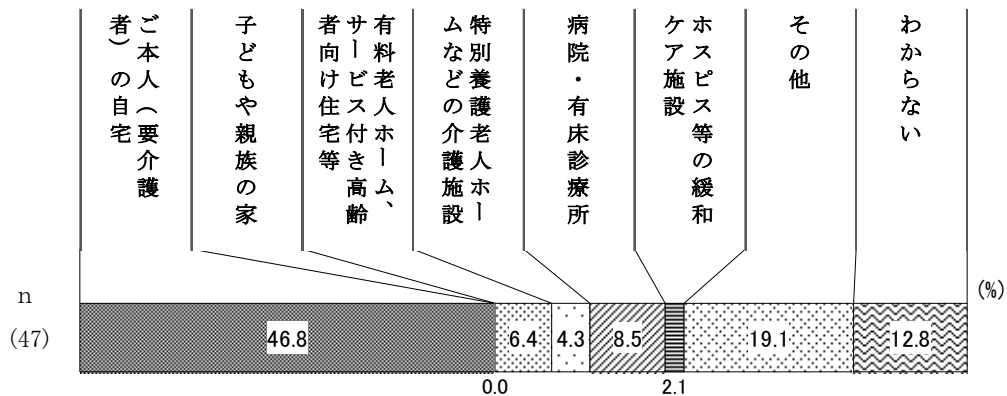 ご本人（要介護
者）の自宅
子どもや親族の家
有料老人ホーム、
サービス付き高齢
者向け住宅等
特別養護老人ホー
ムなどの介護施設
病院・有床診療所
ホスピス等の緩和
ケア施設
その他
わからない
n
(%)
(47)
46.8
6.4
4.3
8.5
19.1
12.8
0.0
2.1